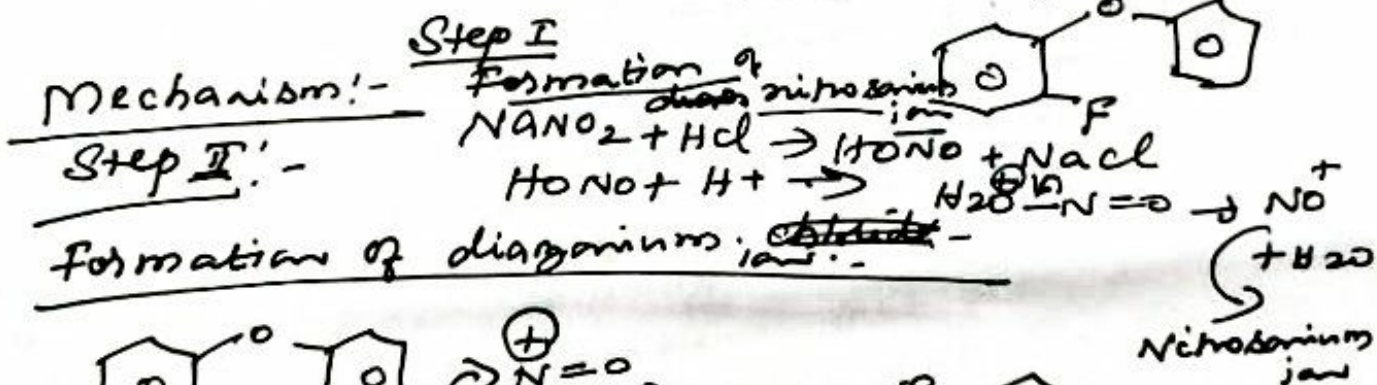 Step I
Mechanism:- Formation of nitrosonium ion
NaNO2 + HCl → HONO + NaCl
Step II:-
HONO + H+ → H2O⊕-N=O → NO+
+ H2O
Nitrosonium ion
Formation of diazonium ion:-
O
O
F
O
O
O
O
⊕
N=O